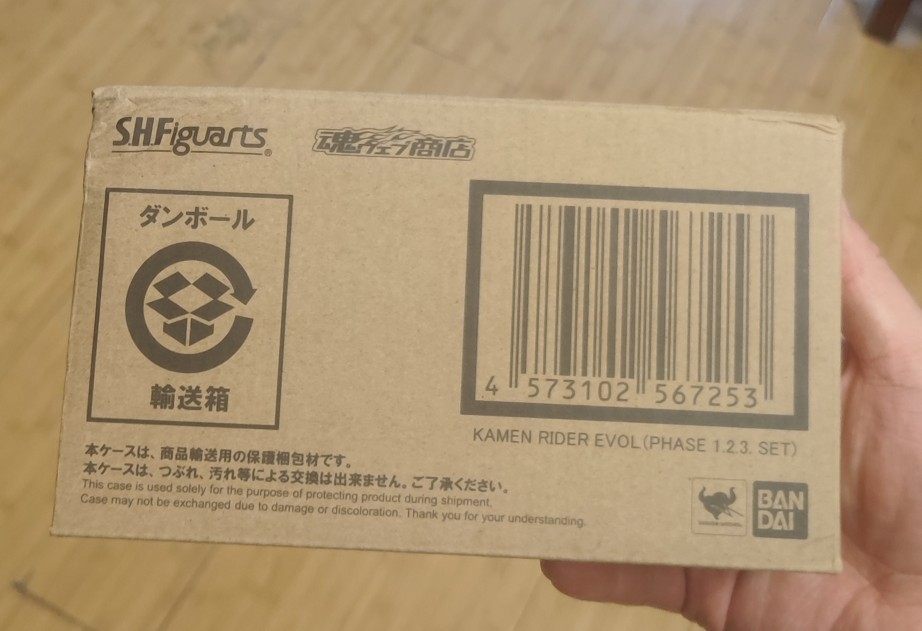 S.H.Figuarts®
魂ウェブ商店
ダンボール
輸送箱
4 573102 567253
KAMEN RIDER EVOL(PHASE 1.2.3. SET)
本ケースは、商品輸送用の保護梱包材です。
本ケースは、つぶれ、汚れ等による交換は出来ません。ご了承ください。
This case is used solely for the purpose of protecting product during shipment.
Case may not be exchanged due to damage or discoloration. Thank you for your understanding.
BAN
DAI